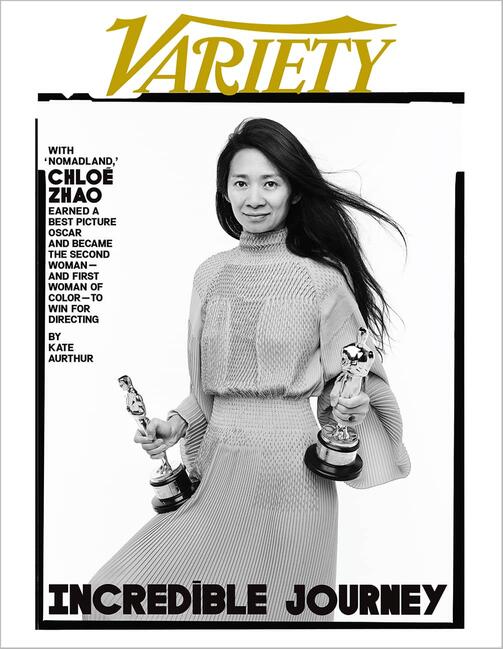 VARIETY
WITH
‘NOMADLAND,’
CHLOÉ
ZHAO
EARNED A
BEST PICTURE
OSCAR
AND BECAME
THE SECOND
WOMAN—
AND FIRST
WOMAN OF
COLOR—TO
WIN FOR
DIRECTING
BY
KATE
AURTHUR
INCREDIBLE JOURNEY